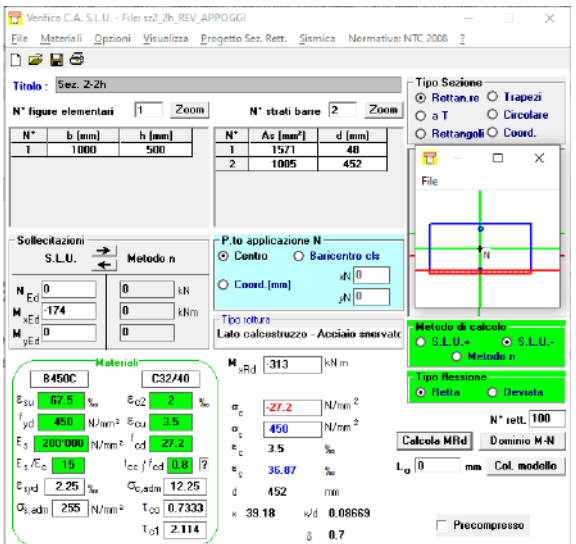 Verifica C.A. S.L.U. - File: sz2_2h_REV_APPOGGI
File Materiali Opzioni Visualizza Progetto Sez. Rett. Sismica Normativa: NTC 2008 ?
Titolo : Sez. 2-2h
N° figure elementari 1 Zoom N° strati barre 2 Zoom
N° b [mm] h [mm]
1 1000 500
N° As [mm²] d [mm]
1 1571 48
2 1005 452
Tipo Sezione
Rettan.re Trapezi
a T Circolare
Rettangoli Coord.
File
N
Sollecitazioni
S.L.U. Metodo n
N Ed 0 0 kN
M xEd -174 0 kNm
M yEd 0 0
P.to applicazione N
Centro Baricentro cls
Coord.[mm] xN 0
yN 0
Tipo rottura
Lato calcestruzzo - Acciaio snervato
Metodo di calcolo
S.L.U.+ S.L.U.-
Metodo n
Tipo flessione
Retta Deviata
Materiali
B450C C32/40
εsu 67.5 ‰ εc2 2 ‰
fyd 450 N/mm² εcu 3.5
Es 200'000 N/mm² fcd 27.2
Es/Ec 15 fcc/fcd 0.8 ?
εsyd 2.25 ‰ σc,adm 12.25
σs,adm 255 N/mm² τco 0.7333
τc1 2.114
M xRd -313 kN m
σc -27.2 N/mm²
σs 450 N/mm²
εc 3.5 ‰
εs 36.87 ‰
d 452 mm
x 39.18 x/d 0.08669
δ 0.7
N° rett. 100
Calcola MRd Dominio M-N
Lo 0 mm Col. modello
Precompresso